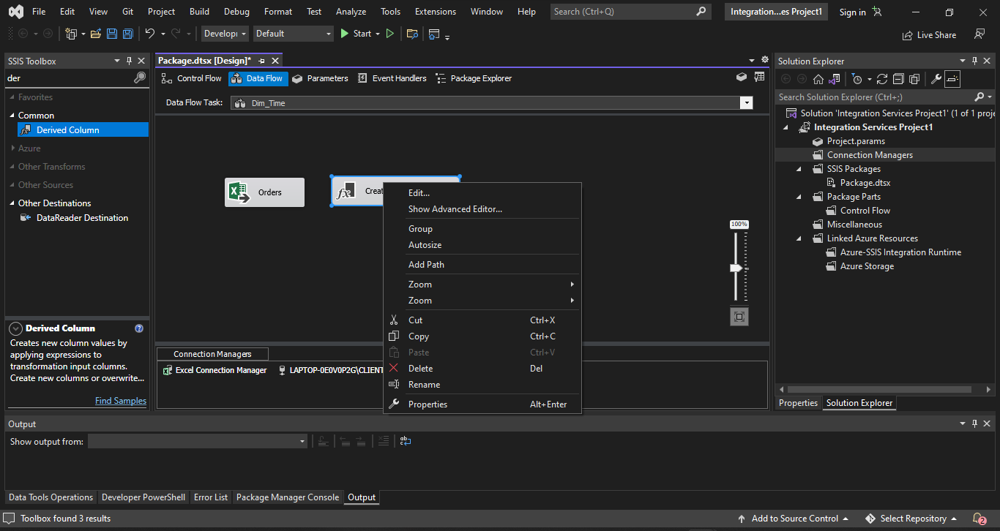 File Edit View Git Project Build Debug Format Test Analyze Tools Extensions Window Help Search (Ctrl+Q) Integration...es Project1 Sign in
Develop Default Start Live Share
SSIS Toolbox
der
Favorites
Common
Derived Column
Azure
Other Transforms
Other Sources
Other Destinations
DataReader Destination
Derived Column
Creates new column values by
applying expressions to
transformation input columns.
Create new columns or overwrite...
Find Samples
Package.dtsx [Design]*
Control Flow Data Flow Parameters Event Handlers Package Explorer
Data Flow Task: Dim_Time
Orders
Creat
100%
Edit...
Show Advanced Editor...
Group
Autosize
Add Path
Zoom
Zoom
Cut Ctrl+X
Copy Ctrl+C
Paste Ctrl+V
Delete Del
Rename
Properties Alt+Enter
Connection Managers
Excel Connection Manager LAPTOP-0E0V0P2G\CLIENT
Solution Explorer
Search Solution Explorer (Ctrl+;)
Solution 'Integration Services Project1' (1 of 1 proje
Integration Services Project1
Project.params
Connection Managers
SSIS Packages
Package.dtsx
Package Parts
Control Flow
Miscellaneous
Linked Azure Resources
Azure-SSIS Integration Runtime
Azure Storage
Properties Solution Explorer
Output
Show output from:
Data Tools Operations Developer PowerShell Error List Package Manager Console Output
Toolbox found 3 results Add to Source Control Select Repository 2